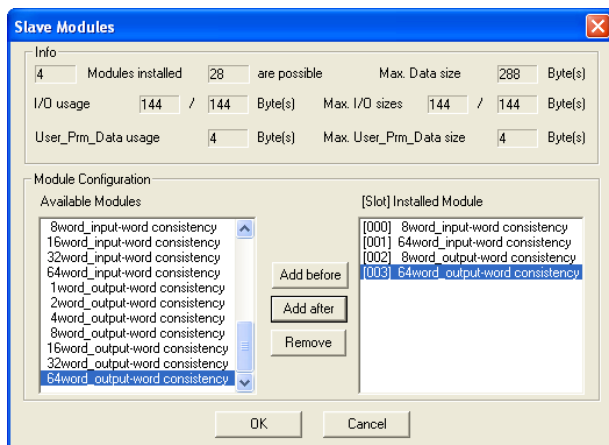 Slave Modules
Info
4 Modules installed 28 are possible Max. Data size 288 Byte(s)
I/O usage 144 / 144 Byte(s) Max. I/O sizes 144 / 144 Byte(s)
User_Prm_Data usage 4 Byte(s) Max. User_Prm_Data size 4 Byte(s)
Module Configuration
Available Modules
8word_input-word consistency
16word_input-word consistency
32word_input-word consistency
64word_input-word consistency
1word_output-word consistency
2word_output-word consistency
4word_output-word consistency
8word_output-word consistency
16word_output-word consistency
32word_output-word consistency
64word_output-word consistency
Add before
Add after
Remove
[Slot] Installed Module
[000] 8word_input-word consistency
[001] 64word_input-word consistency
[002] 8word_output-word consistency
[003] 64word_output-word consistency
OK Cancel